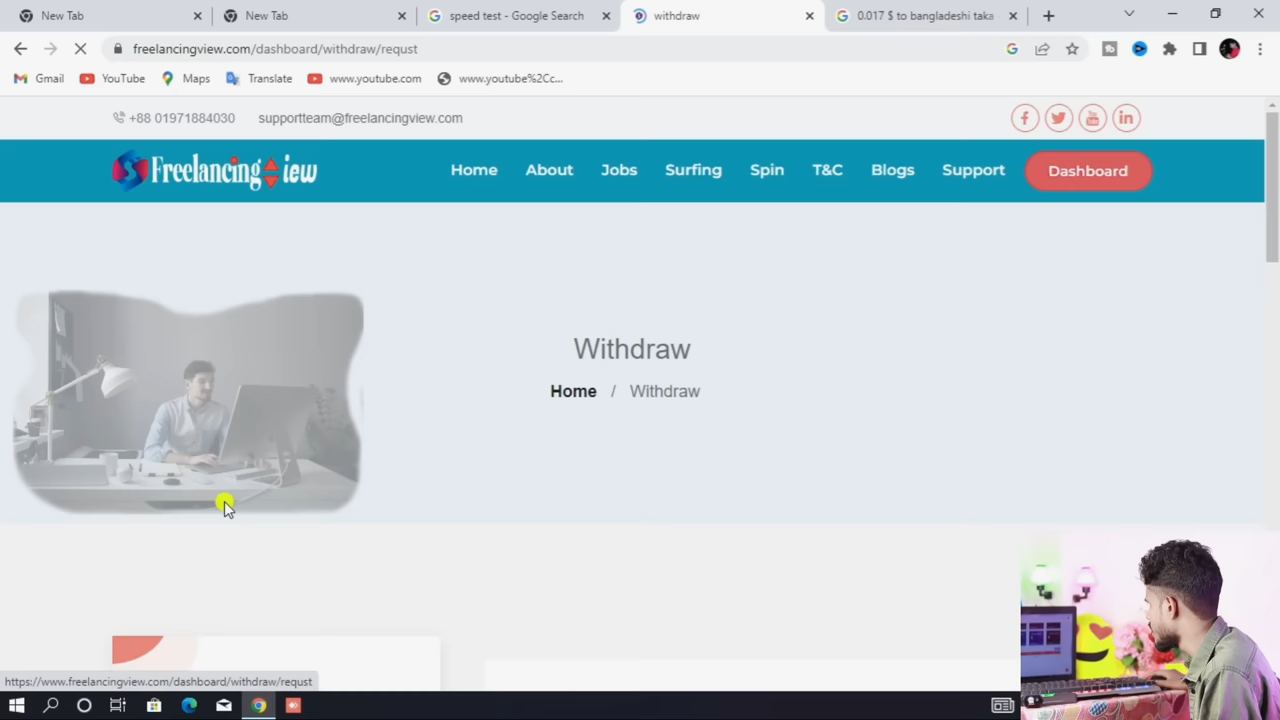 New Tab
New Tab
speed test - Google Search
withdraw
0.017 $ to bangladeshi taka
freelancingview.com/dashboard/withdraw/requst
Gmail
YouTube
Maps
Translate
www.youtube.com
www.youtube%2Cc...
+88 01971884030
supportteam@freelancingview.com
Freelancing View
Home
About
Jobs
Surfing
Spin
T&C
Blogs
Support
Dashboard
Withdraw
Home / Withdraw
https://www.freelancingview.com/dashboard/withdraw/requst